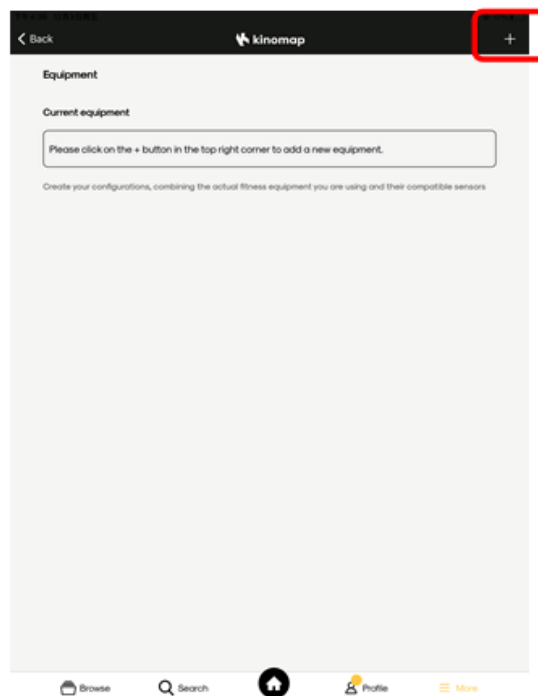 Back
kinomap
+
Equipment
Current equipment
Please click on the + button in the top right corner to add a new equipment.
Create your configurations, combining the actual fitness equipment you are using and their compatible sensors
Browse
Search
Profile
More